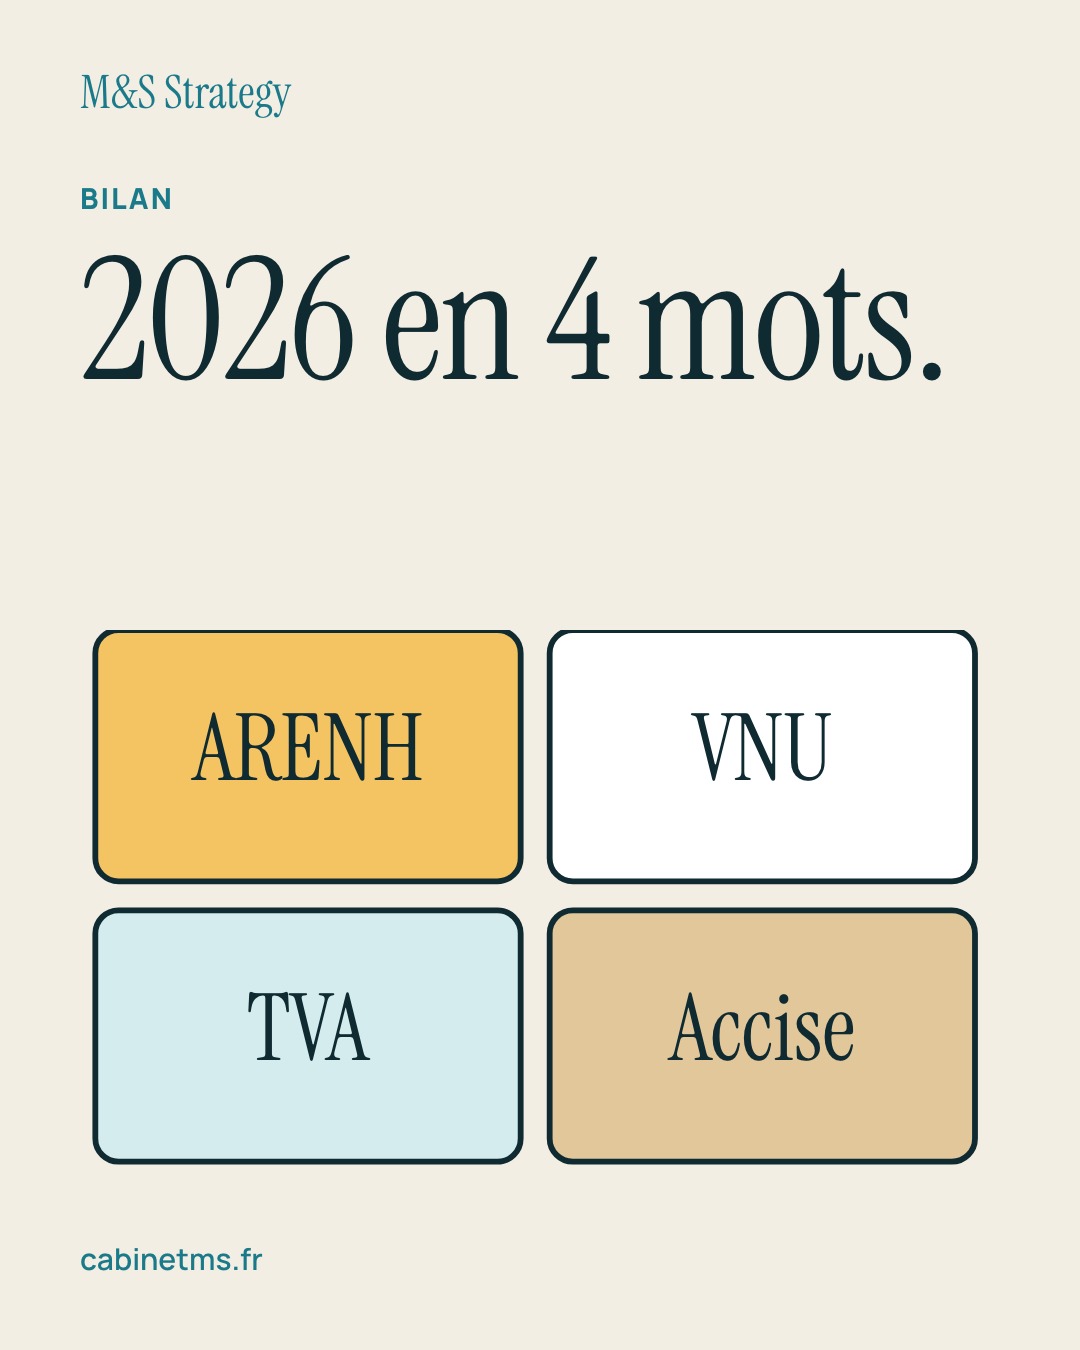 M&S Strategy
BILAN
2026 en 4 mots.
ARENH
VNU
TVA
Accise
cabinetms.fr